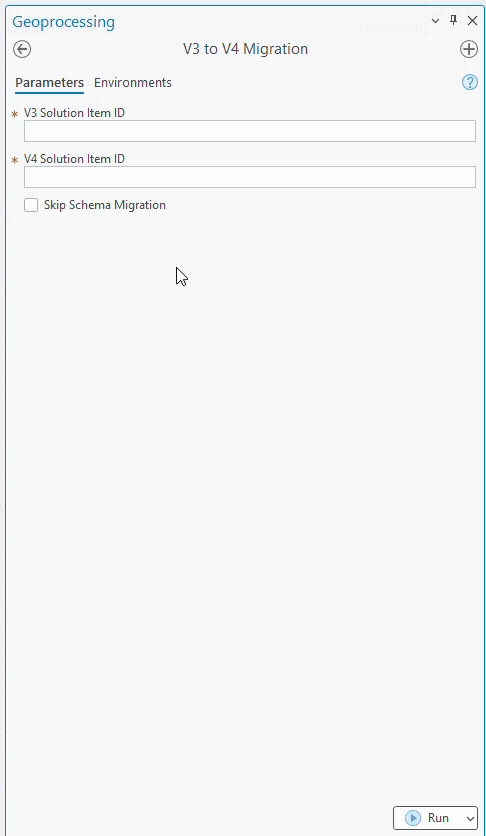 Geoprocessing
V3 to V4 Migration
Parameters Environments
?
* V3 Solution Item ID
* V4 Solution Item ID
Skip Schema Migration
Run